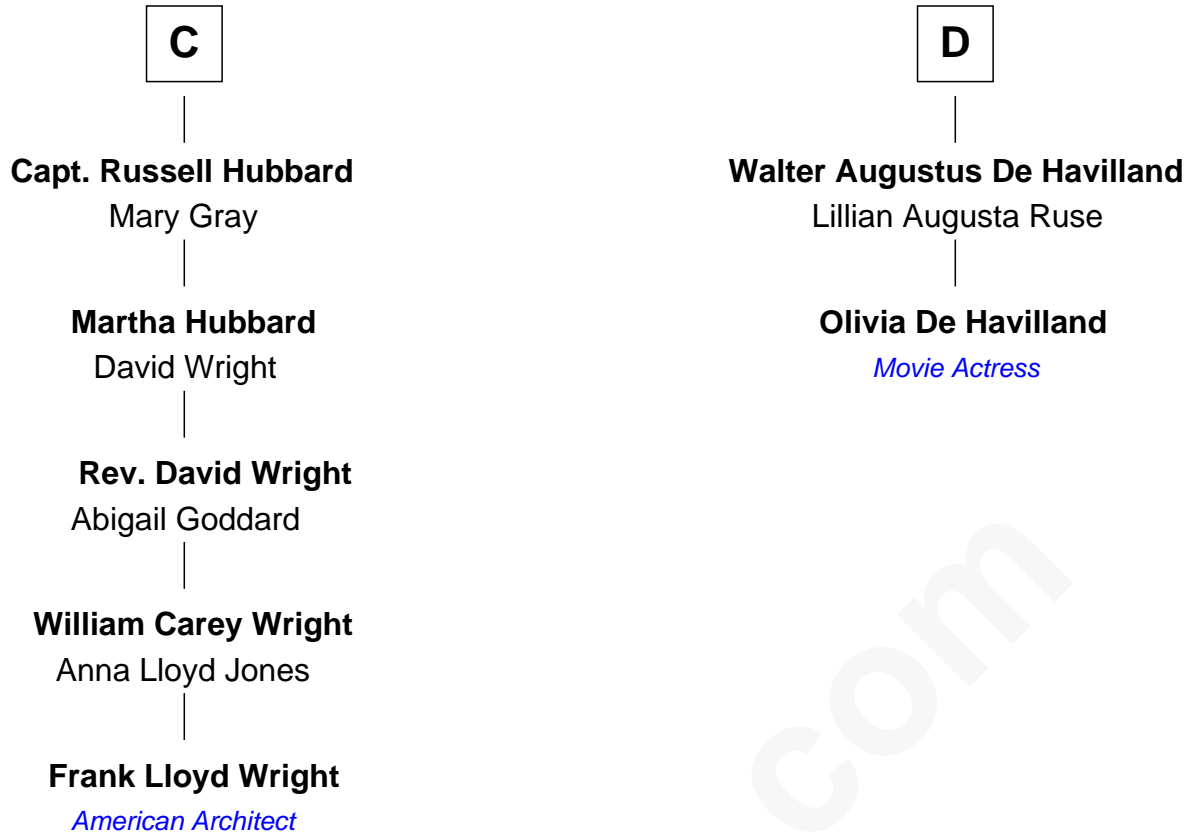 C
Capt. Russell Hubbard
Mary Gray
Martha Hubbard
David Wright
Rev. David Wright
Abigail Goddard
William Carey Wright
Anna Lloyd Jones
Frank Lloyd Wright
American Architect
D
Walter Augustus De Havilland
Lillian Augusta Ruse
Olivia De Havilland
Movie Actress
com